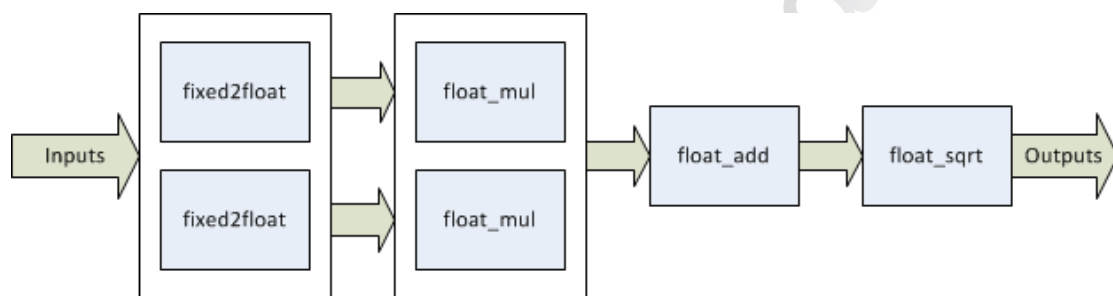 Inputs
fixed2float
fixed2float
float_mul
float_mul
float_add
float_sqrt
Outputs